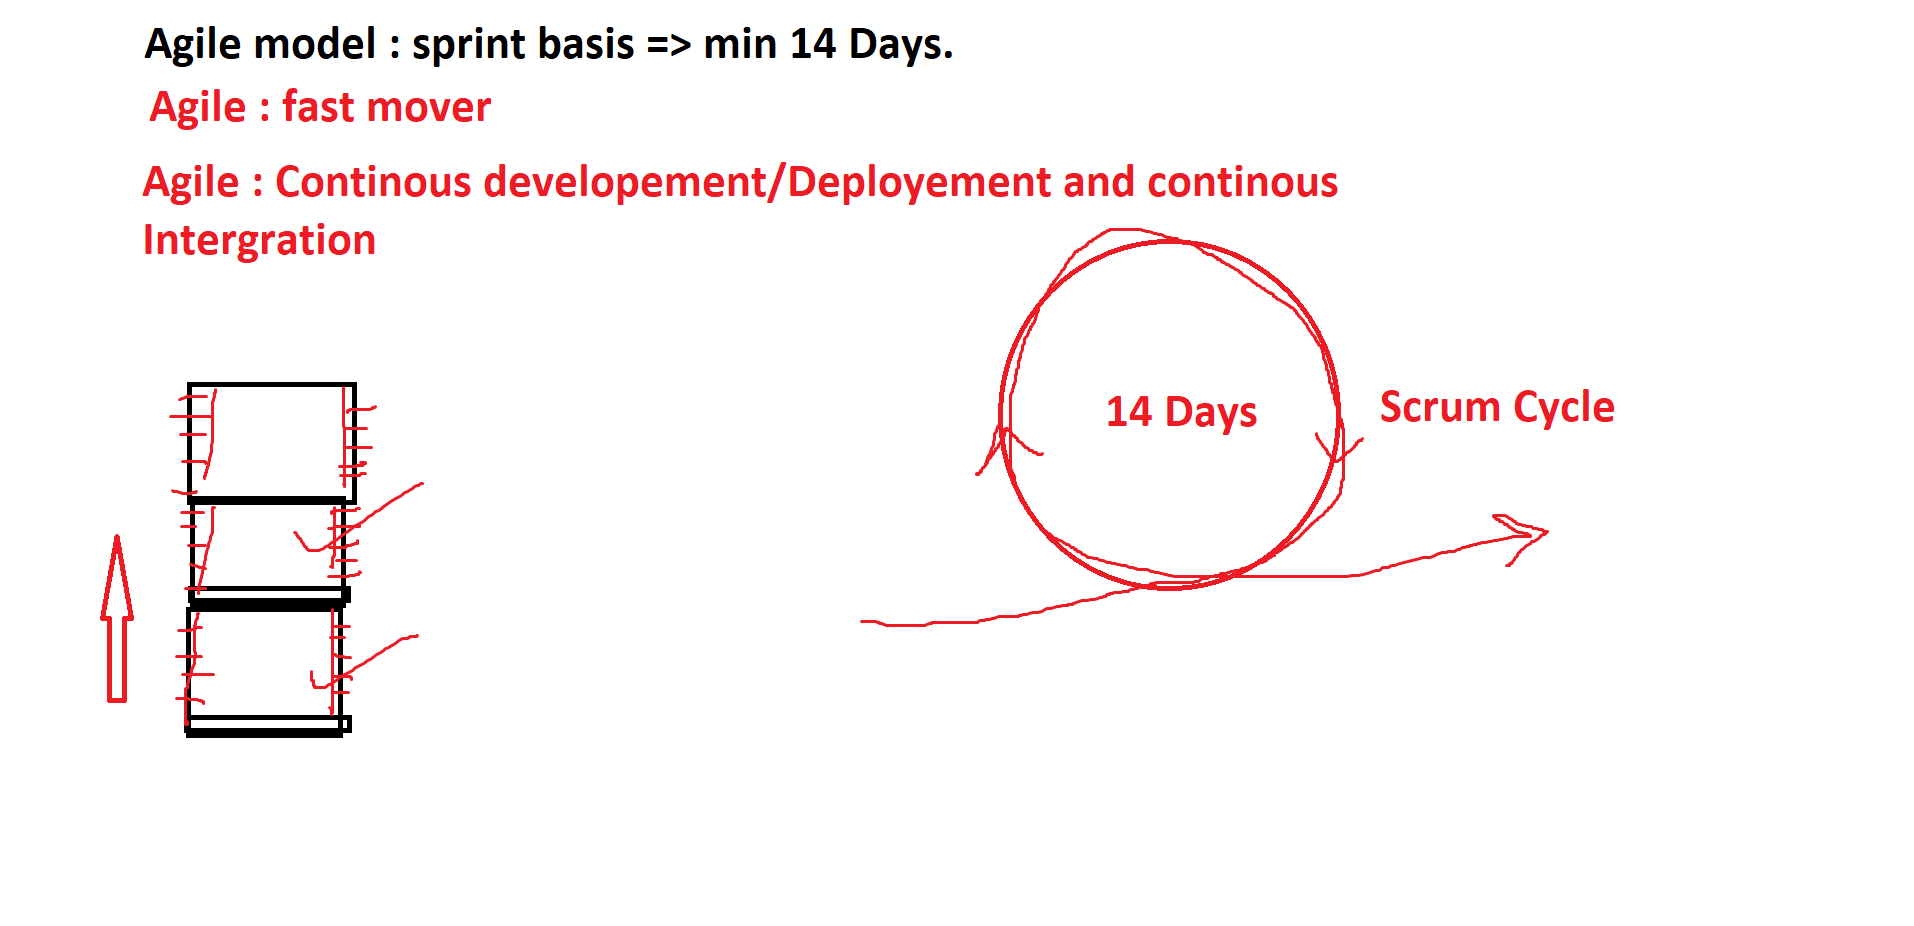 Agile model : sprint basis => min 14 Days.
Agile : fast mover
Agile : Continous developement/Deployement and continous
Intergration
14 Days
Scrum Cycle